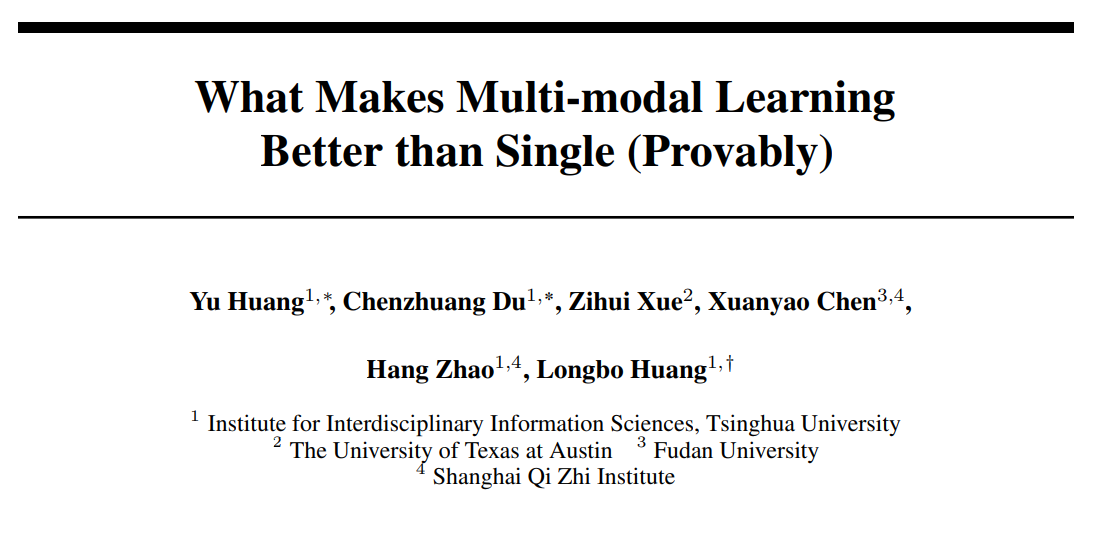 What Makes Multi-modal Learning
Better than Single (Provably)
Yu Huang1,*, Chenzhuang Du1,*, Zihui Xue2, Xuanyao Chen3,4,
Hang Zhao1,4, Longbo Huang1,†
1 Institute for Interdisciplinary Information Sciences, Tsinghua University
2 The University of Texas at Austin 3 Fudan University
4 Shanghai Qi Zhi Institute